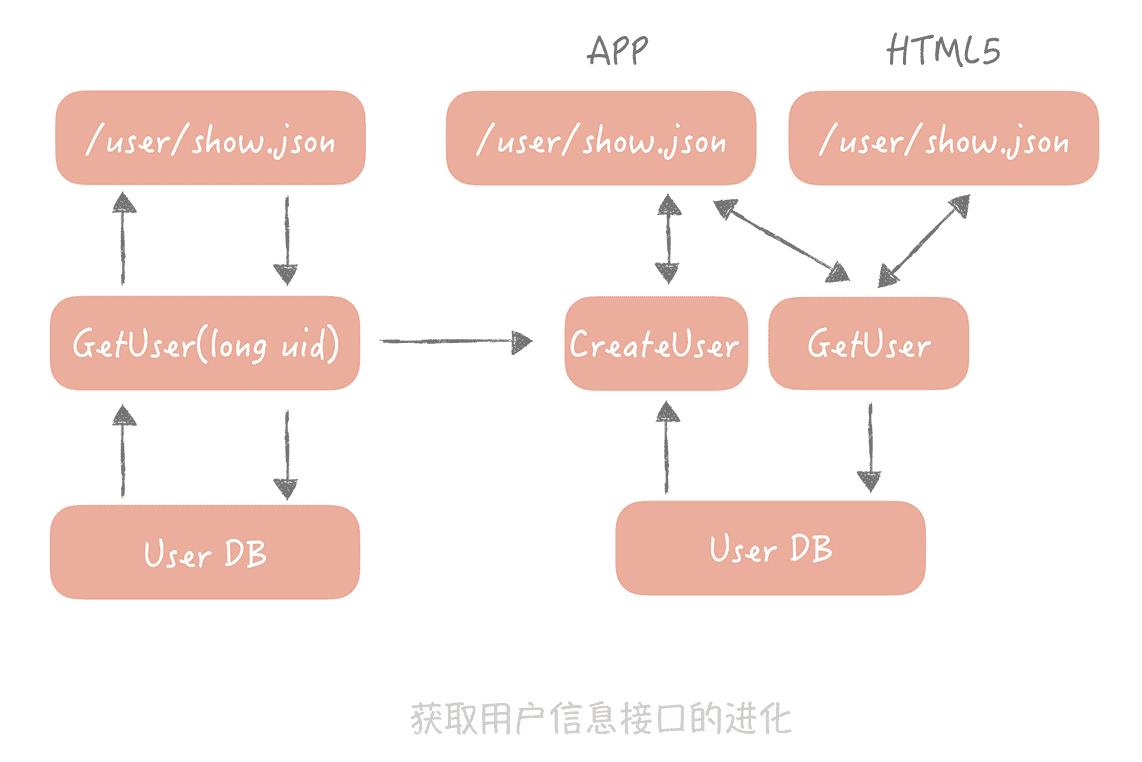 APP
HTML5
/user/show.json
/user/show.json
/user/show.json
GetUser(long uid)
CreateUser
GetUser
User DB
User DB
获取用户信息接口的进化